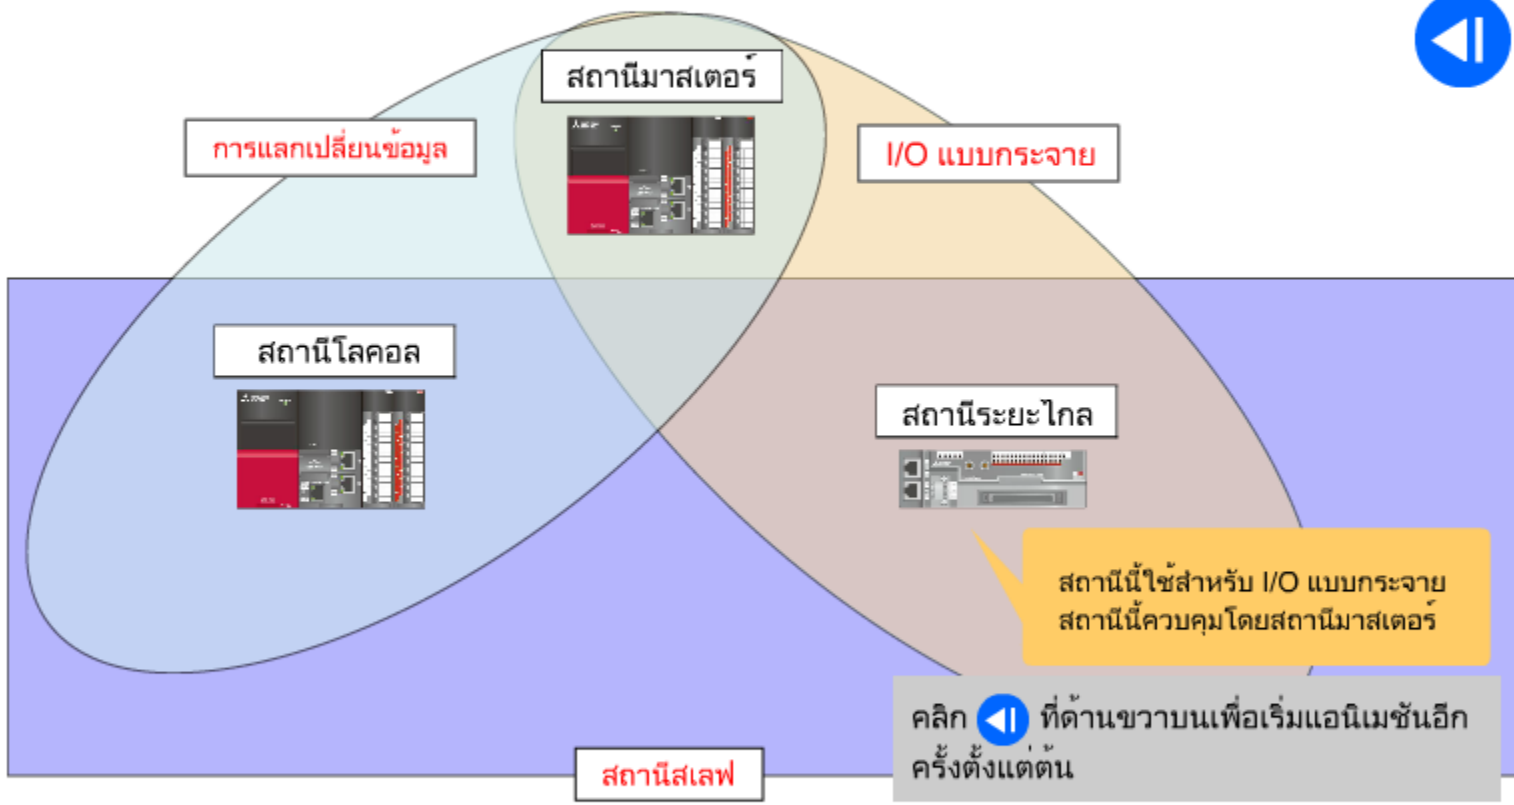 สถานีมาสเตอร์
การแลกเปลี่ยนข้อมูล
I/O แบบกระจาย
สถานีโลคอล
สถานีระยะไกล
สถานีนี้ใช้สำหรับ I/O แบบกระจาย
สถานีนี้ควบคุมโดยสถานีมาสเตอร์
คลิก ที่ด้านขวาบนเพื่อเริ่มแอนิเมชันอีก
ครั้งตั้งแต่ต้น
สถานีสเลฟ